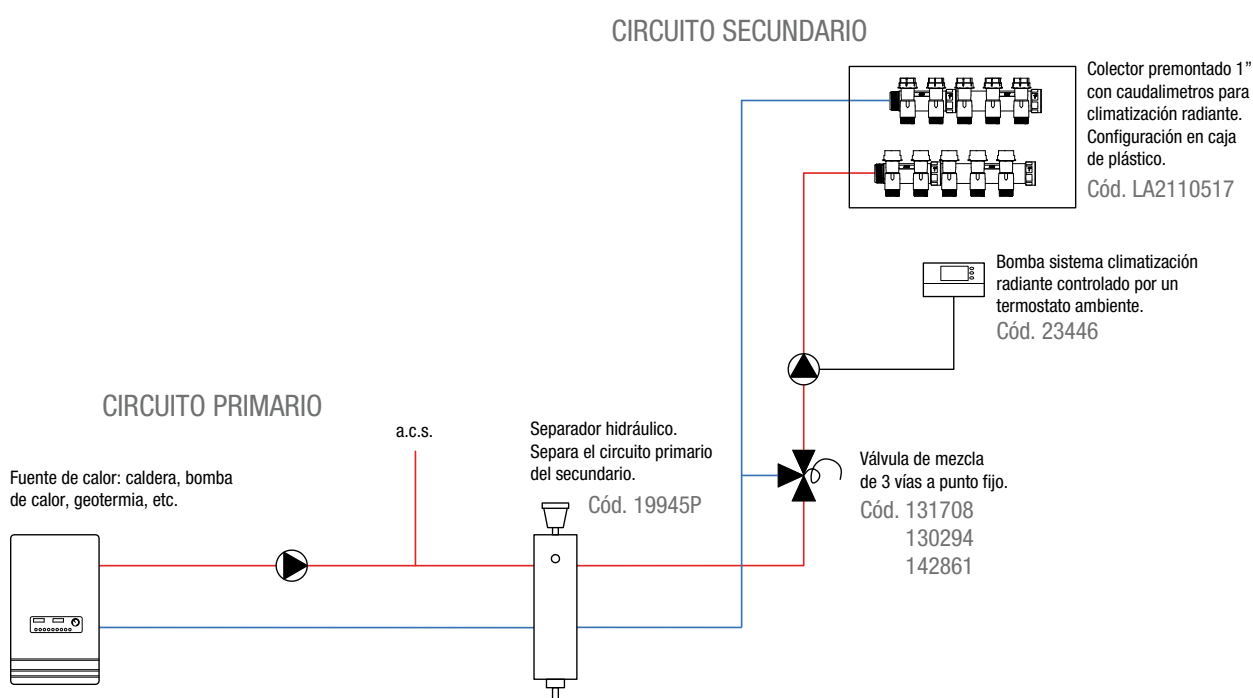 CIRCUITO SECUNDARIO
Colector premontado 1”
con caudalimetros para
climatización radiante.
Configuración en caja
de plástico.
Cód. LA2110517
Bomba sistema climatización
radiante controlado por un
termostato ambiente.
Cód. 23446
CIRCUITO PRIMARIO
a.c.s.
Separador hidráulico.
Separa el circuito primario
del secundario.
Cód. 19945P
Válvula de mezcla
de 3 vías a punto fijo.
Cód. 131708
130294
142861
Fuente de calor: caldera, bomba
de calor, geotermia, etc.